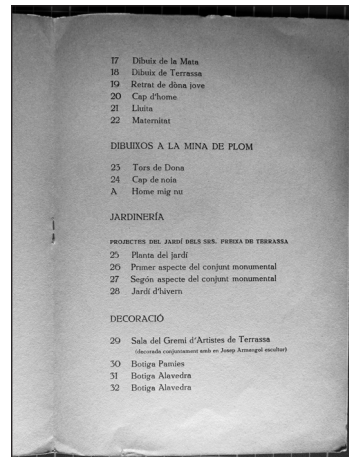 17 Dibuix de la Mata
18 Dibuix de Terrassa
19 Retrat de dòna jove
20 Cap d'home
21 Lluita
22 Maternitat
DIBUIXOS A LA MINA DE PLOM
23 Tors de Dona
24 Cap de noia
A Home mig nu
JARDINERÍA
PROJECTES DEL JARDÍ DELS SRS. FREIXA DE TERRASSA
25 Planta del jardí
26 Primer aspecte del conjunt monumental
27 Segón aspecte del conjunt monumental
28 Jardí d'hivern
DECORACIÓ
29 Sala del Gremi d'Artistes de Terrassa
(decorada conjuntament amb en Josep Armengol escultor)
30 Botiga Pamies
31 Botiga Alavedra
32 Botiga Alavedra